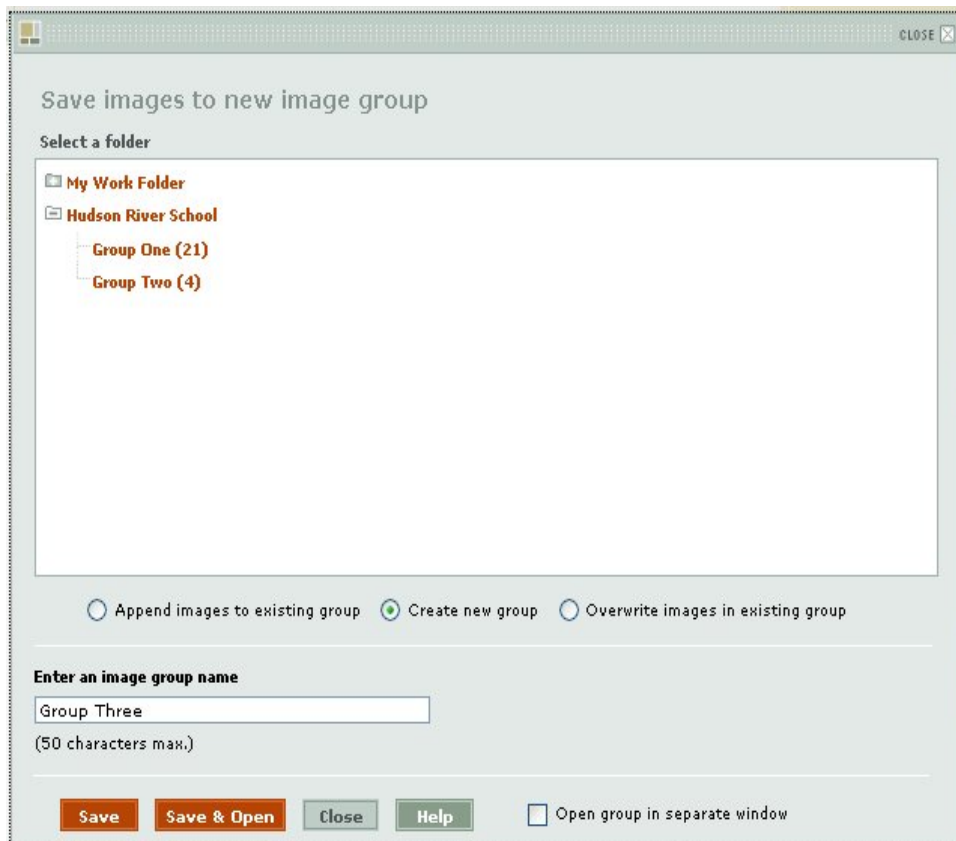 CLOSE
Save images to new image group
Select a folder
My Work Folder
Hudson River School
Group One (21)
Group Two (4)
Append images to existing group Create new group Overwrite images in existing group
Enter an image group name
Group Three
(50 characters max.)
Save Save & Open Close Help Open group in separate window